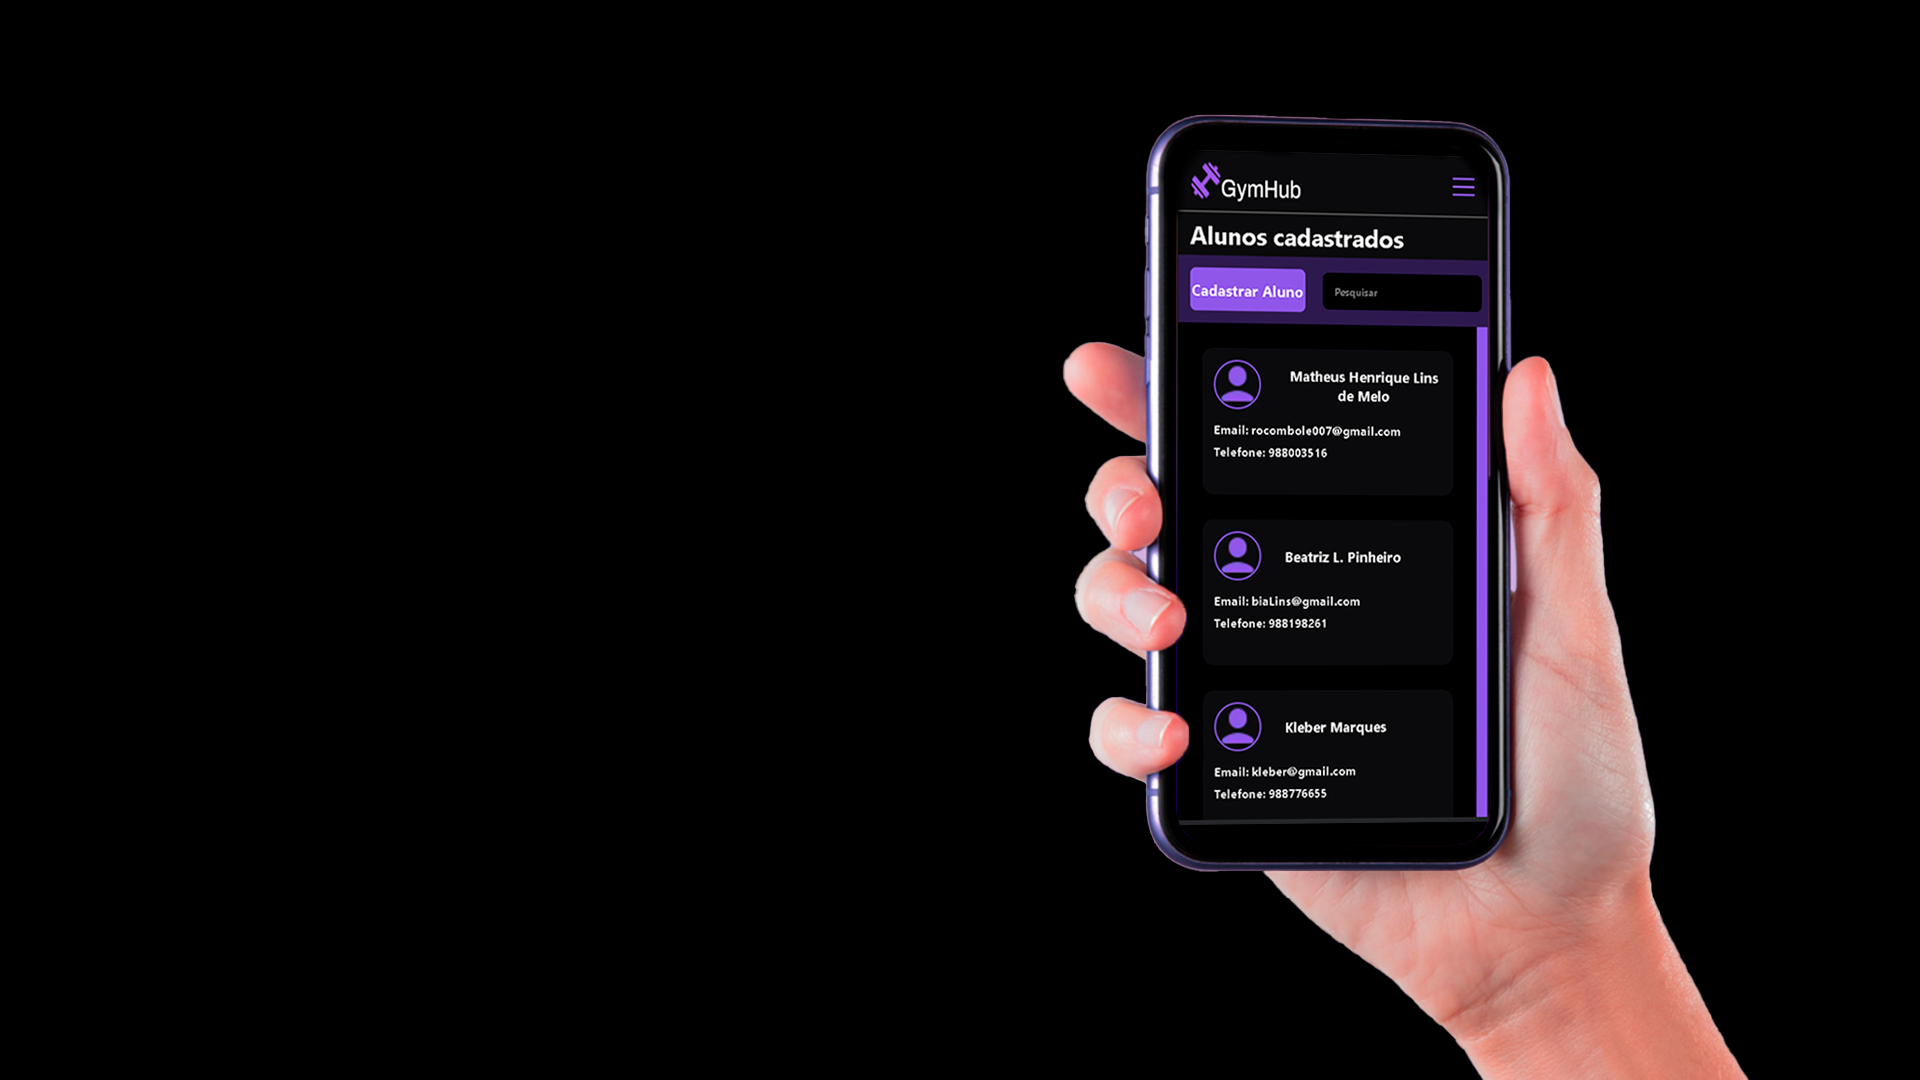 GymHub
Alunos cadastrados
Cadastrar Aluno
Pesquisar
Matheus Henrique Lins
de Melo
Email: rocombole007@gmail.com
Telefone: 988003516
Beatriz L. Pinheiro
Email: biaLins@gmail.com
Telefone: 988198261
Kleber Marques
Email: kleber@gmail.com
Telefone: 988776655